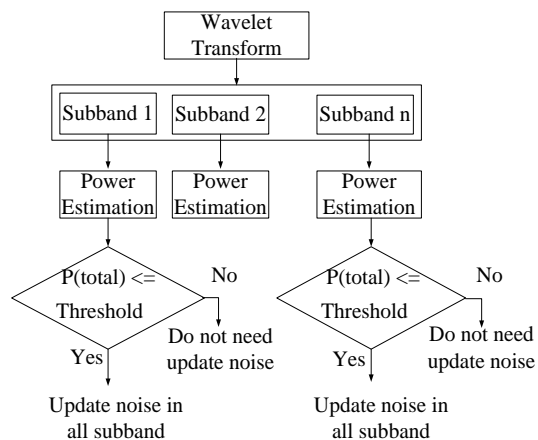 Wavelet
Transform
Subband 1
Subband 2
Subband n
Power
Estimation
Power
Estimation
Power
Estimation
P(total) <=
Threshold
No
Do not need
update noise
Yes
Update noise in
all subband
P(total) <=
Threshold
No
Do not need
update noise
Yes
Update noise in
all subband